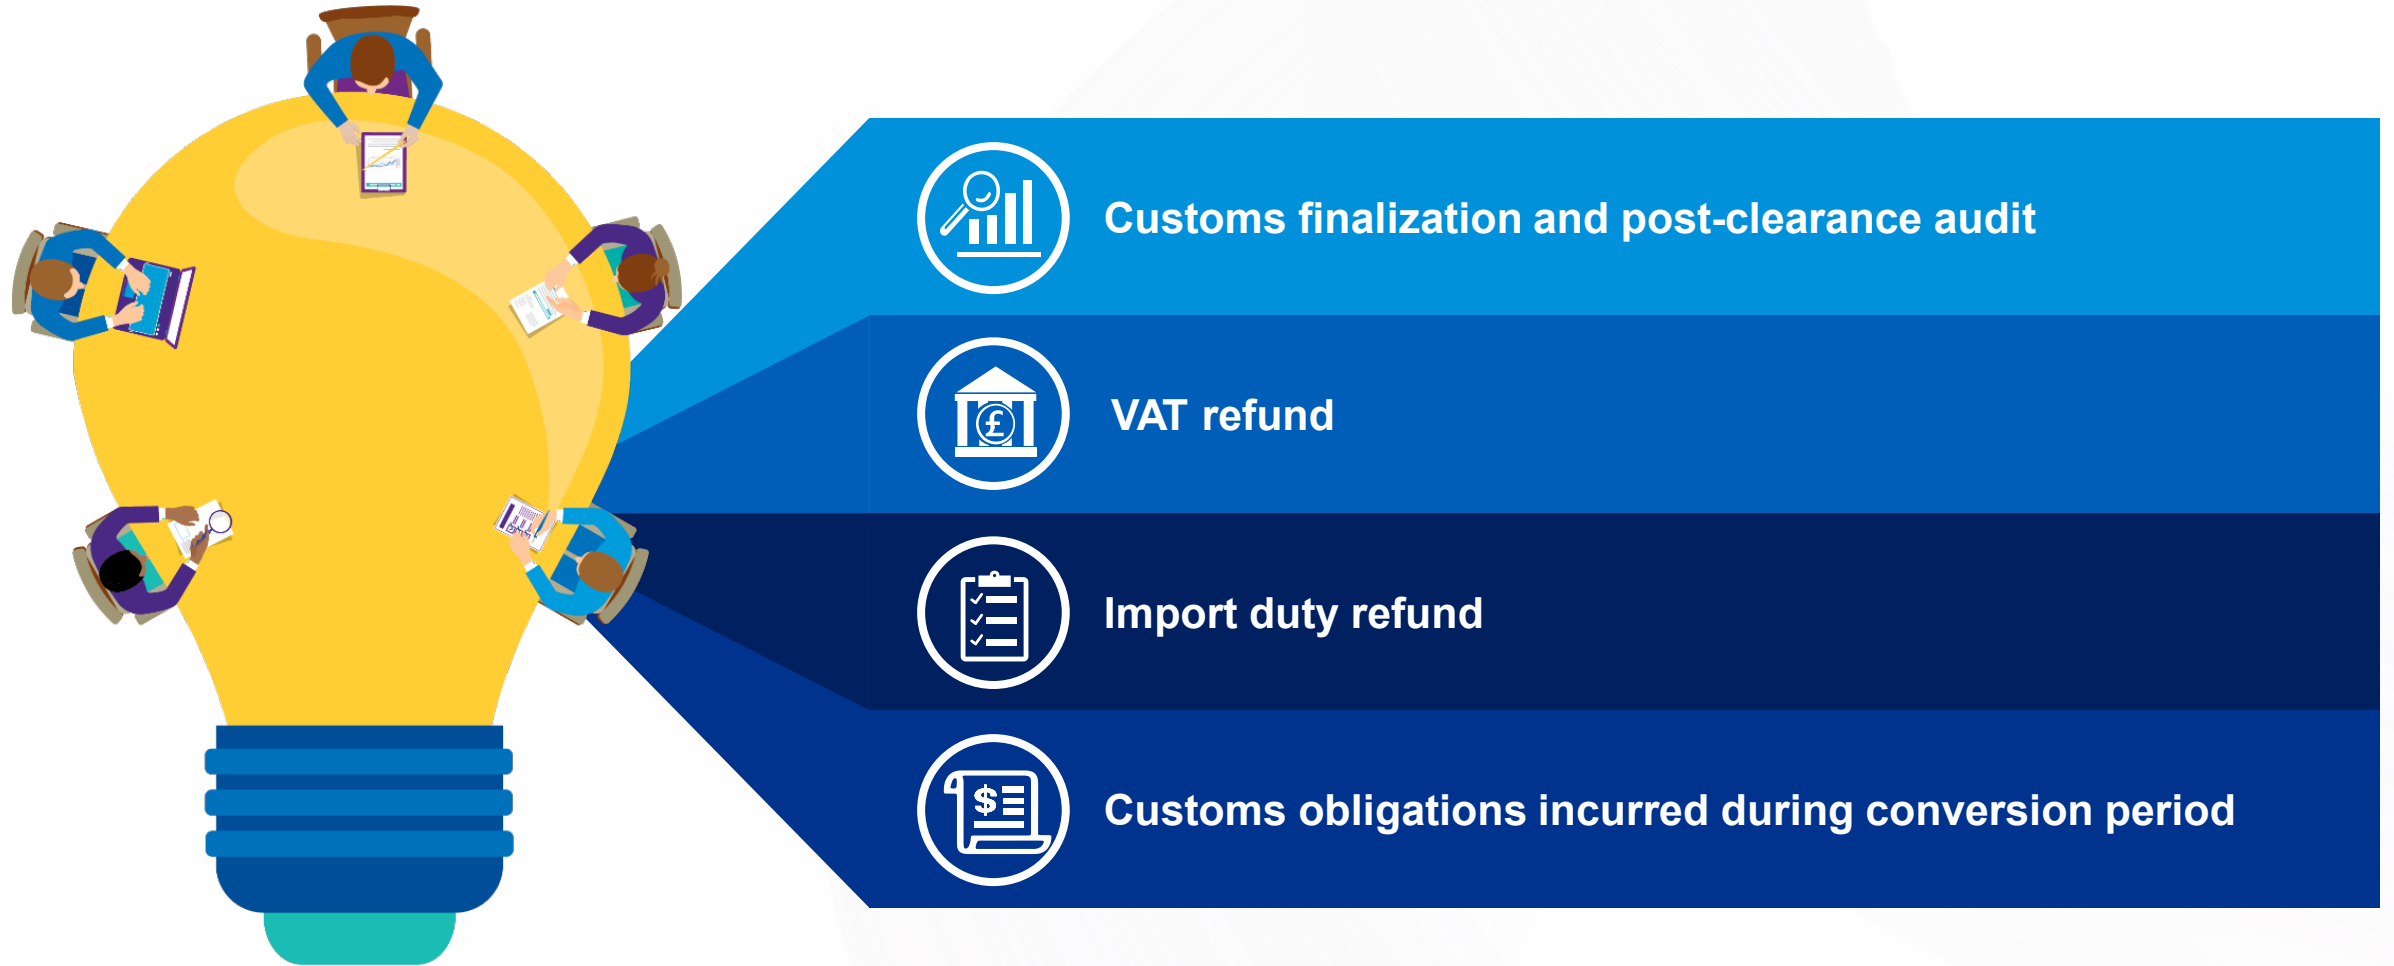 Customs finalization and post-clearance audit
£
VAT refund
Import duty refund
$
Customs obligations incurred during conversion period